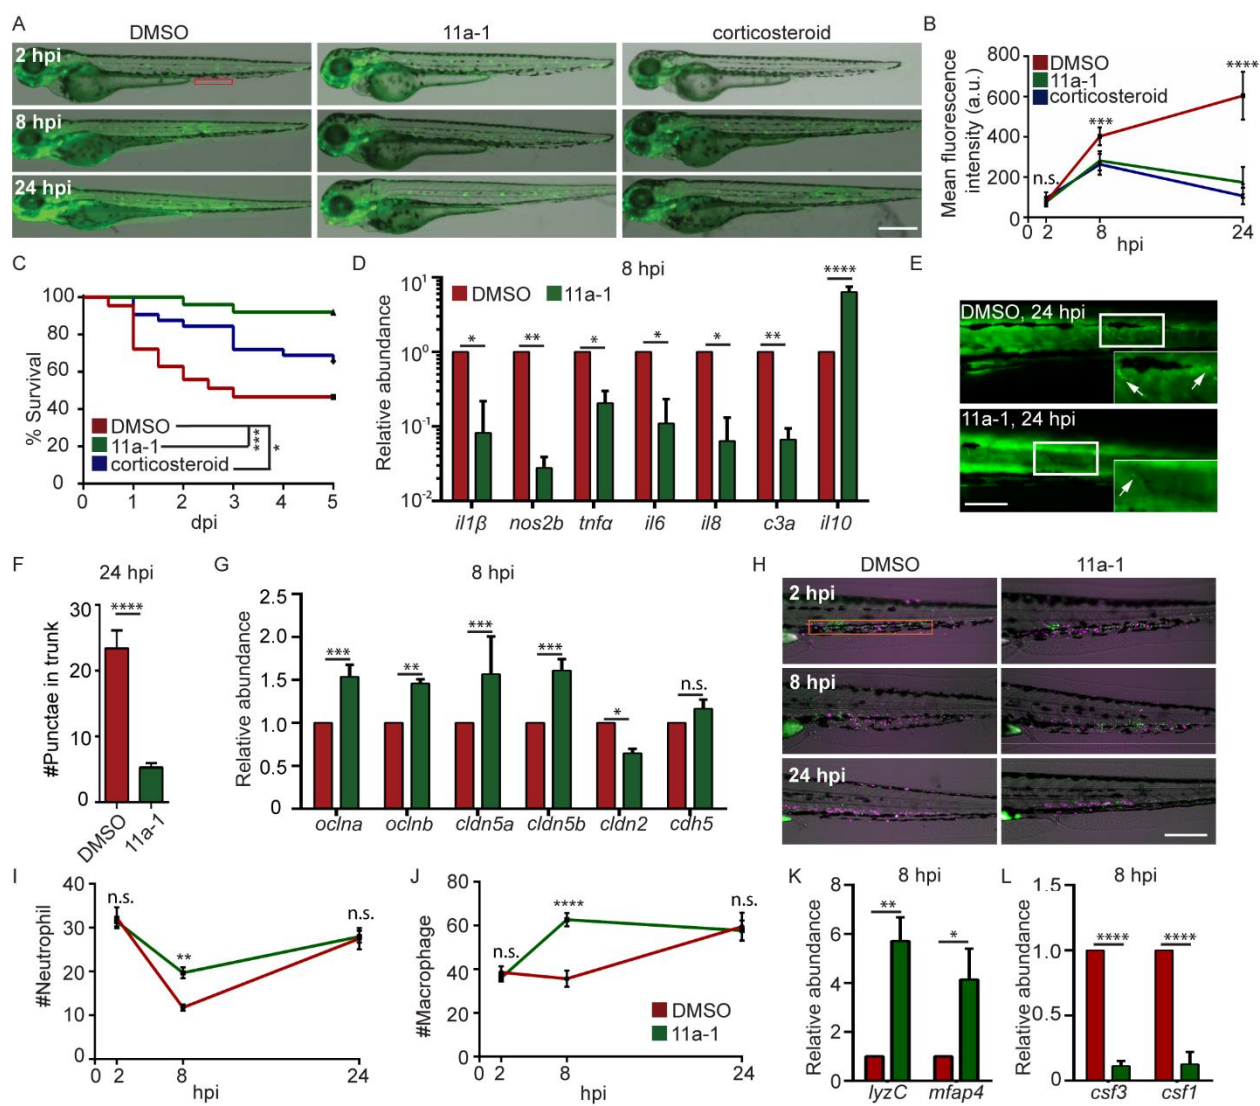 A
DMSO
11a-1
corticosteroid
2 hpi
8 hpi
24 hpi
B
DMSO
11a-1
corticosteroid
****
***
n.s.
Mean fluorescence
intensity (a.u.)
800
600
400
200
0
0 2 8 24
hpi
C
% Survival
100
80
60
40
20
0
DMSO
11a-1
corticosteroid
***
*
0 1 2 3 4 5
dpi
D
8 hpi
DMSO 11a-1
Relative abundance
10¹
10⁰
10⁻¹
10⁻²
* ** * * * ** ****
il1β nos2b tnfα il6 il8 c3a il10
E
DMSO, 24 hpi
11a-1, 24 hpi
F
24 hpi
****
#Punctae in trunk
30
20
10
0
DMSO
11a-1
G
8 hpi
Relative abundance
2.5
2.0
1.5
1.0
0.5
0
*** ** *** *** * n.s.
oclna oclnb cldn5a cldn5b cldn2 cdh5
H
DMSO
11a-1
2 hpi
8 hpi
24 hpi
I
#Neutrophil
40
30
20
10
0
n.s. ** n.s.
0 2 8 24
hpi
J
#Macrophage
80
60
40
20
0
n.s. **** n.s.
DMSO
11a-1
0 2 8 24
hpi
K
8 hpi
Relative abundance
8
6
4
2
0
** *
lyzC mfap4
L
8 hpi
Relative abundance
1.5
1.0
0.5
0.0
**** ****
csf3 csf1